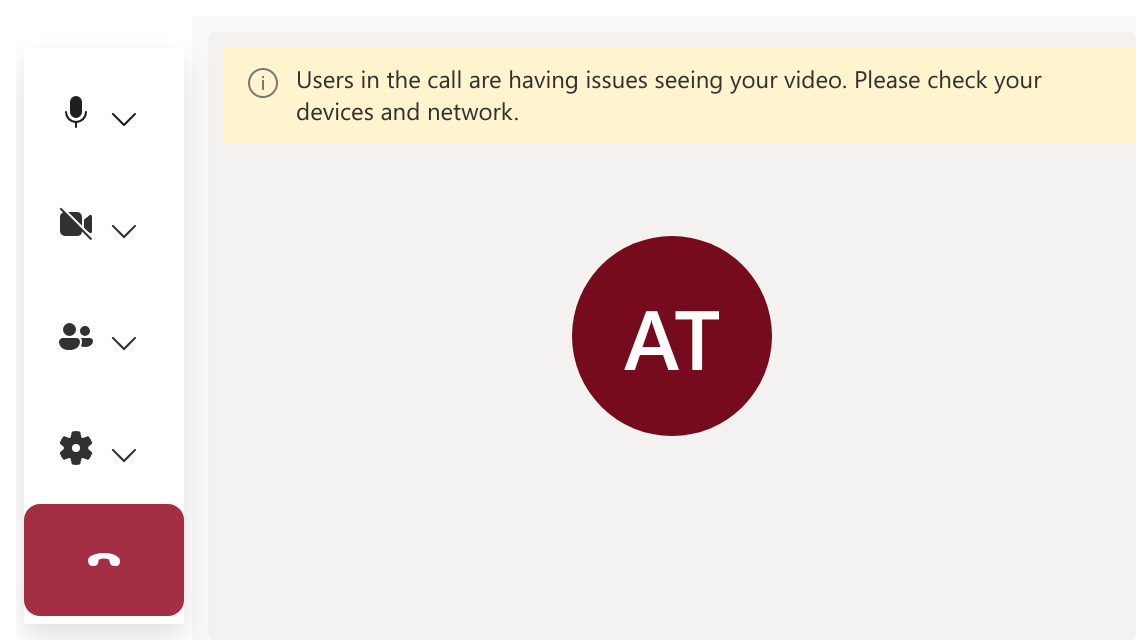 Users in the call are having issues seeing your video. Please check your
devices and network.
AT